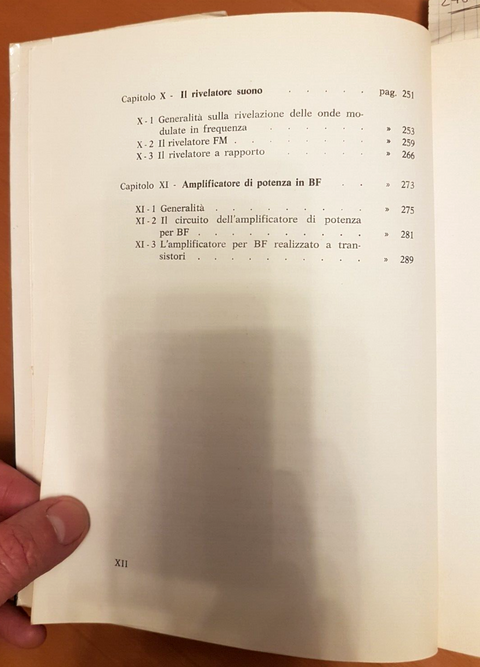 Capitolo X - Il rivelatore suono . . . . . pag. 251
X - 1 Generalità sulla rivelazione delle onde mo-
dulate in frequenza . . . . . . » 253
X - 2 Il rivelatore FM . . . . . . . . » 259
X - 3 Il rivelatore a rapporto . . . . . . » 266
Capitolo XI - Amplificatore di potenza in BF . . » 273
XI - 1 Generalità . . . . . . . . . » 275
XI - 2 Il circuito dell'amplificatore di potenza
per BF . . . . . . . . . . » 281
XI - 3 L'amplificatore per BF realizzato a tran-
sistori . . . . . . . . . . » 289
XII